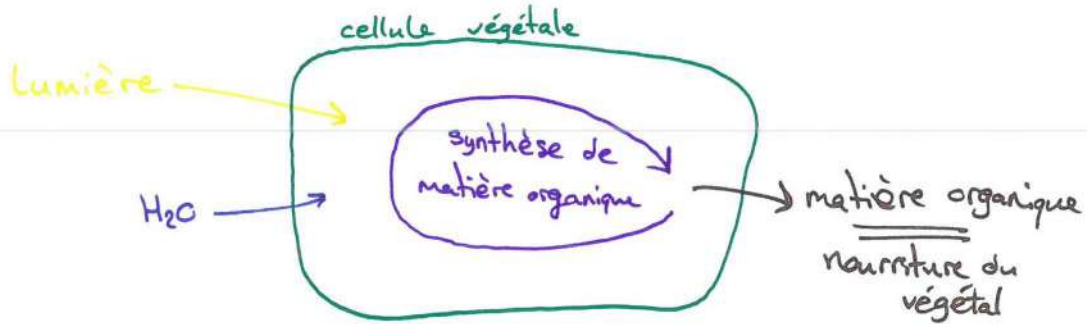 cellule végétale
Lumière
synthèse de
matière organique
H₂O
matière organique
nourriture du
végétal